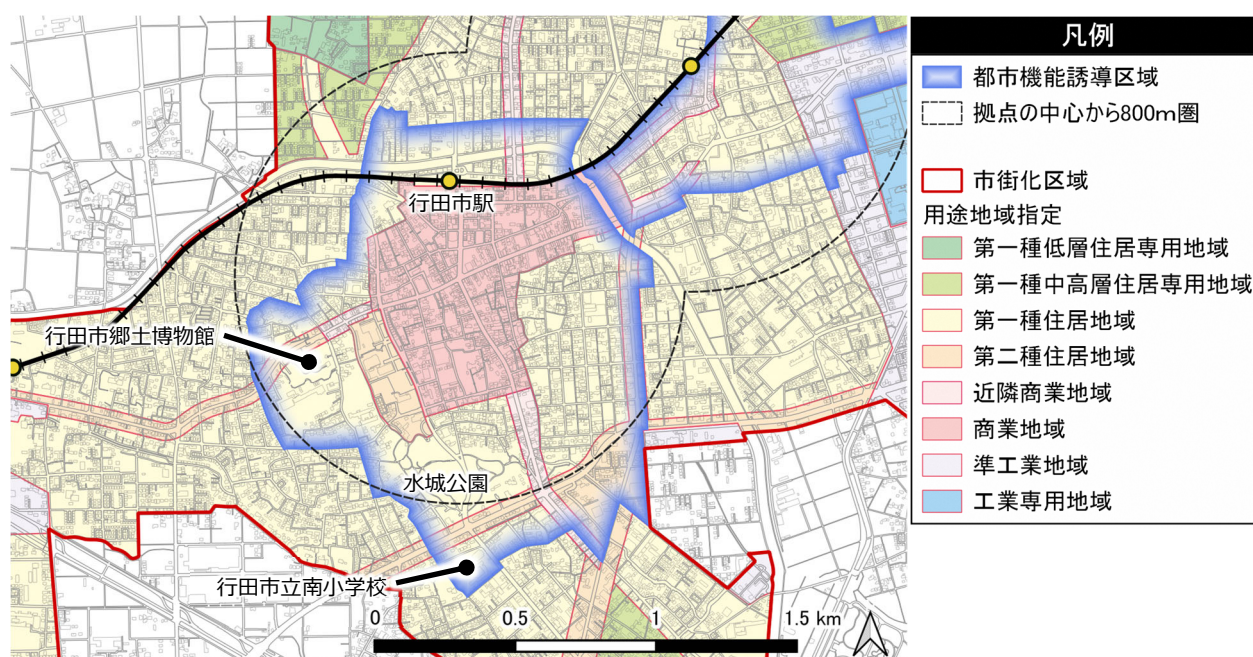 凡例
都市機能誘導区域
拠点の中心から800m圏
市街化区域
用途地域指定
第一種低層住居専用地域
第一種中高層住居専用地域
第一種住居地域
第二種住居地域
近隣商業地域
商業地域
準工業地域
工業専用地域
行田市駅
行田市郷土博物館
水城公園
行田市立南小学校
0 0.5 1 1.5 km